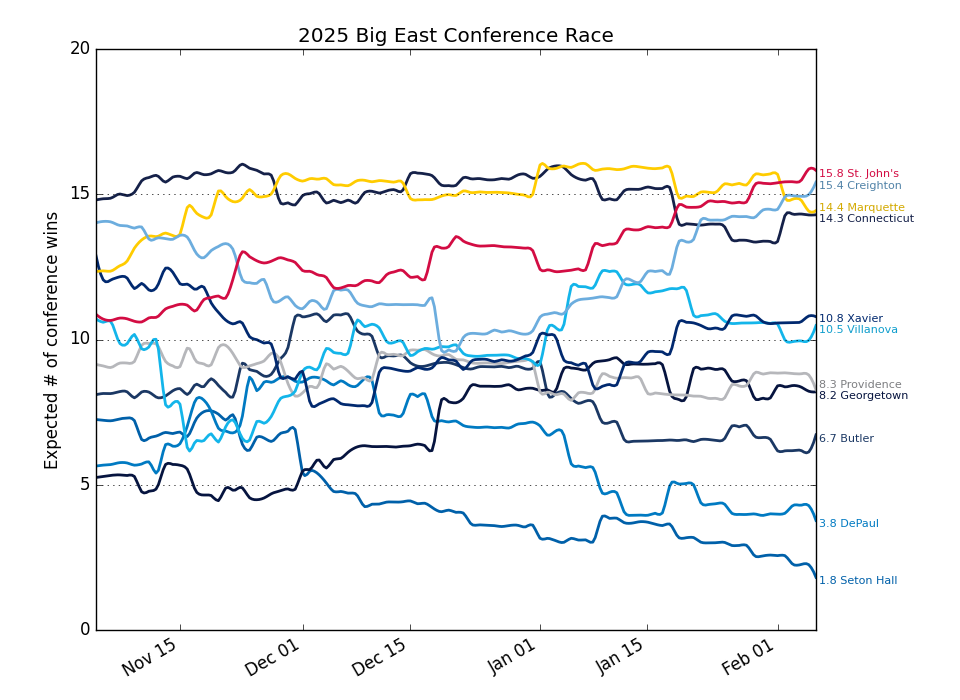 2025 Big East Conference Race
Expected # of conference wins
20
15
10
5
0
15.8 St. John's
15.4 Creighton
14.4 Marquette
14.3 Connecticut
10.8 Xavier
10.5 Villanova
8.3 Providence
8.2 Georgetown
6.7 Butler
3.8 DePaul
1.8 Seton Hall
Nov 15
Dec 01
Dec 15
Jan 01
Jan 15
Feb 01